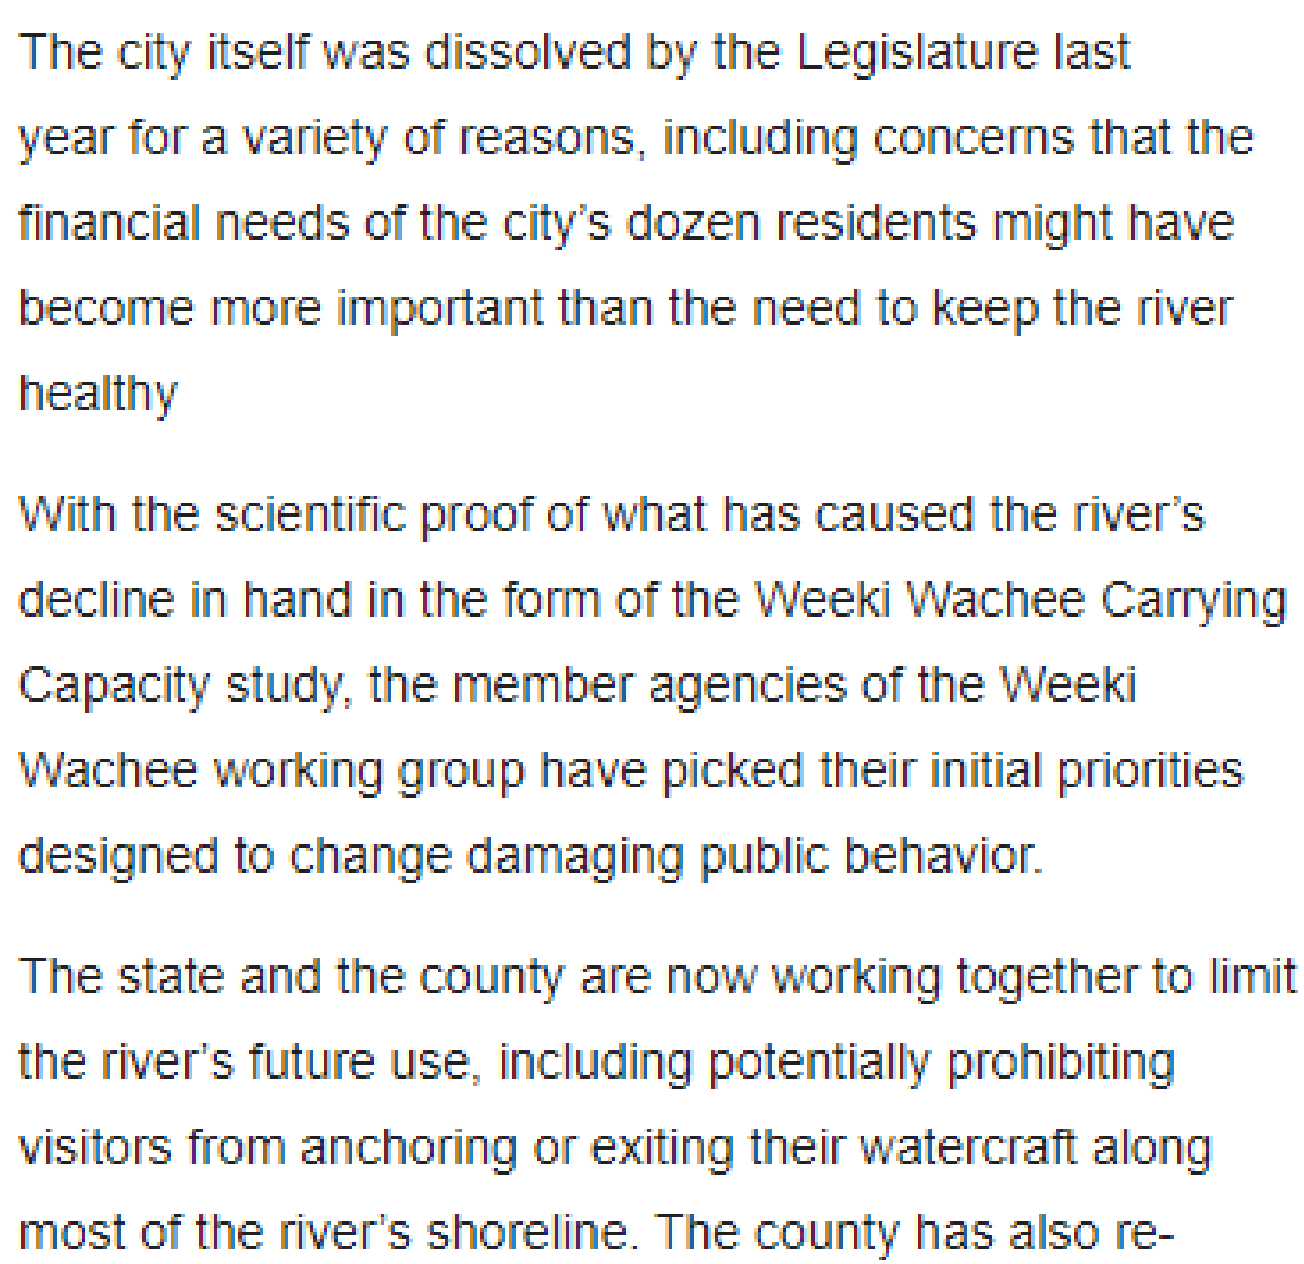 The city itself was dissolved by the Legislature last
year for a variety of reasons, including concerns that the
financial needs of the city’s dozen residents might have
become more important than the need to keep the river
healthy
With the scientific proof of what has caused the river’s
decline in hand in the form of the Weeki Wachee Carrying
Capacity study, the member agencies of the Weeki
Wachee working group have picked their initial priorities
designed to change damaging public behavior.
The state and the county are now working together to limit
the river’s future use, including potentially prohibiting
visitors from anchoring or exiting their watercraft along
most of the river’s shoreline. The county has also re-